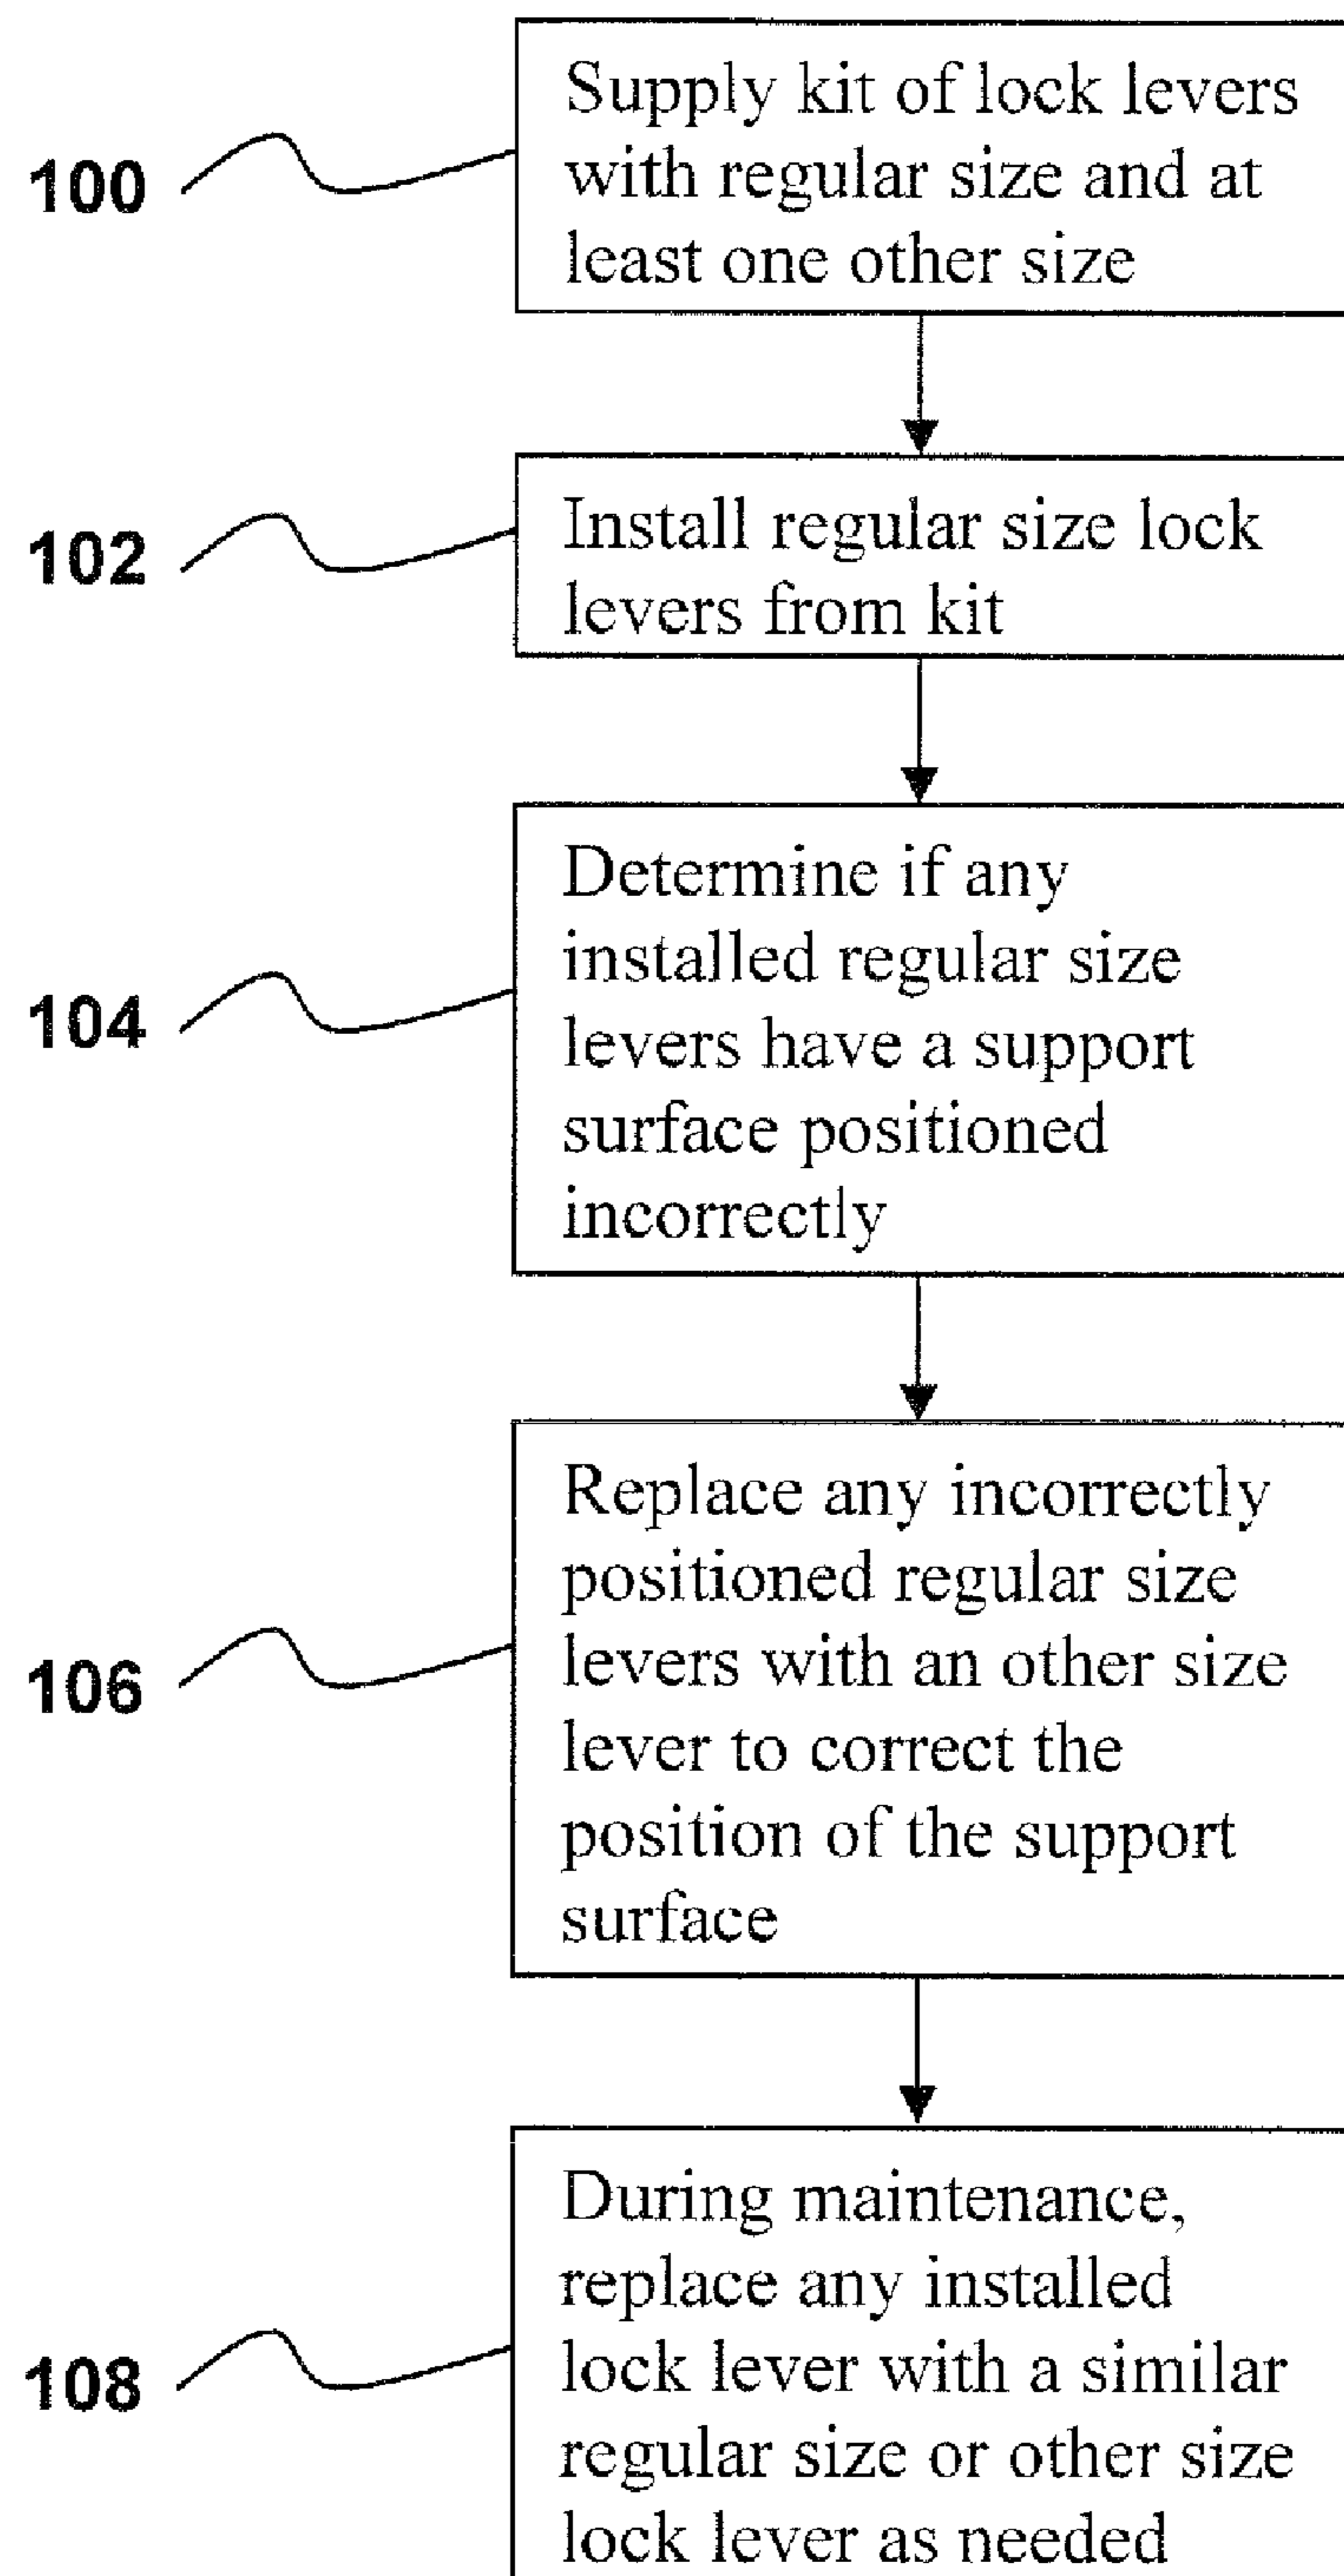 Supply kit of lock levers
100
with regular size and at
least one other size
Install regular size lock
102
levers from kit
Determine if any
installed regular size
104
levers have a support
surface positioned
incorrectly
Replace any incorrectly
positioned regular size
106
levers with an other size
lever to correct the
position of the support
surface
During maintenance,
replace any installed
108
lock lever with a similar
regular size or other size
lock lever as needed